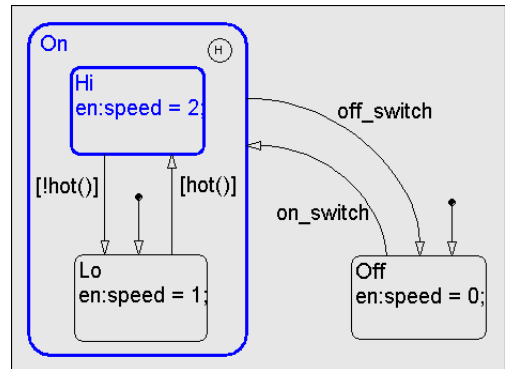 On
H
Hi
en:speed = 2;
off_switch
[!hot()]
[hot()]
on_switch
Lo
en:speed = 1;
Off
en:speed = 0;